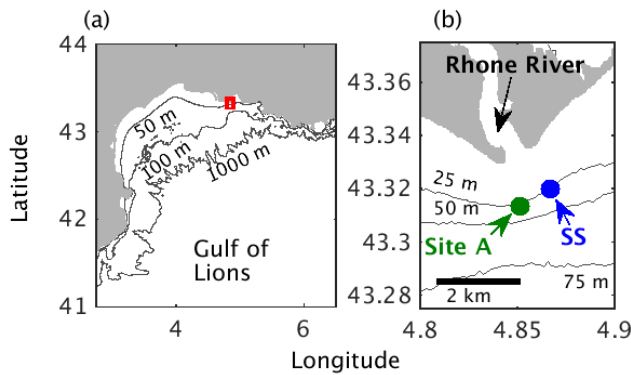 (a)
44
43
42
41
4
6
50 m
100 m
1000 m
Gulf of
Lions
Latitude
Longitude
(b)
43.36
43.34
43.32
43.3
43.28
4.8
4.85
4.9
Rhone River
25 m
50 m
75 m
Site A
SS
2 km